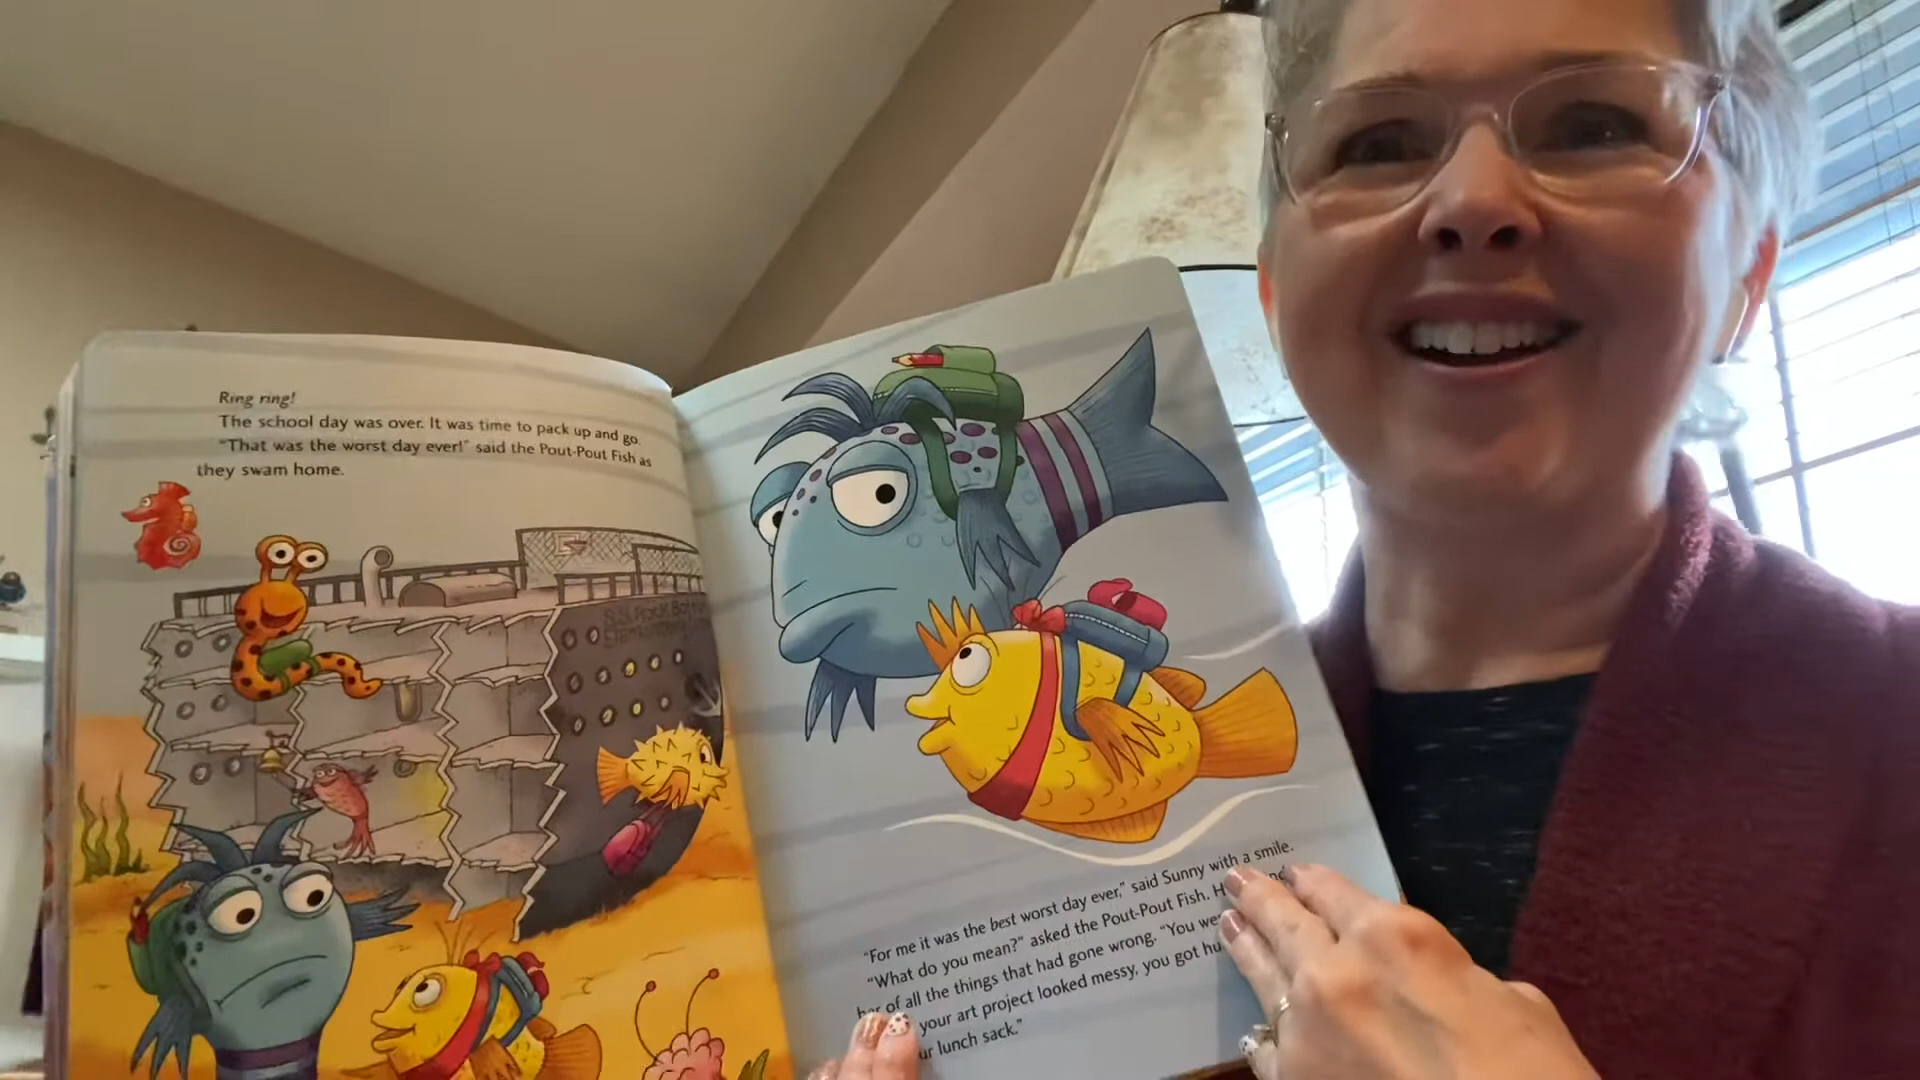 Ring ring!
The school day was over. It was time to pack up and go.
"That was the worst day ever!" said the Pout-Pout Fish as
they swam home.
"For me it was the best worst day ever," said Sunny with a smile.
"What do you mean?" asked the Pout-Pout Fish. H
her of all the things that had gone wrong. "You we
your art project looked messy, you got hu
ur lunch sack."